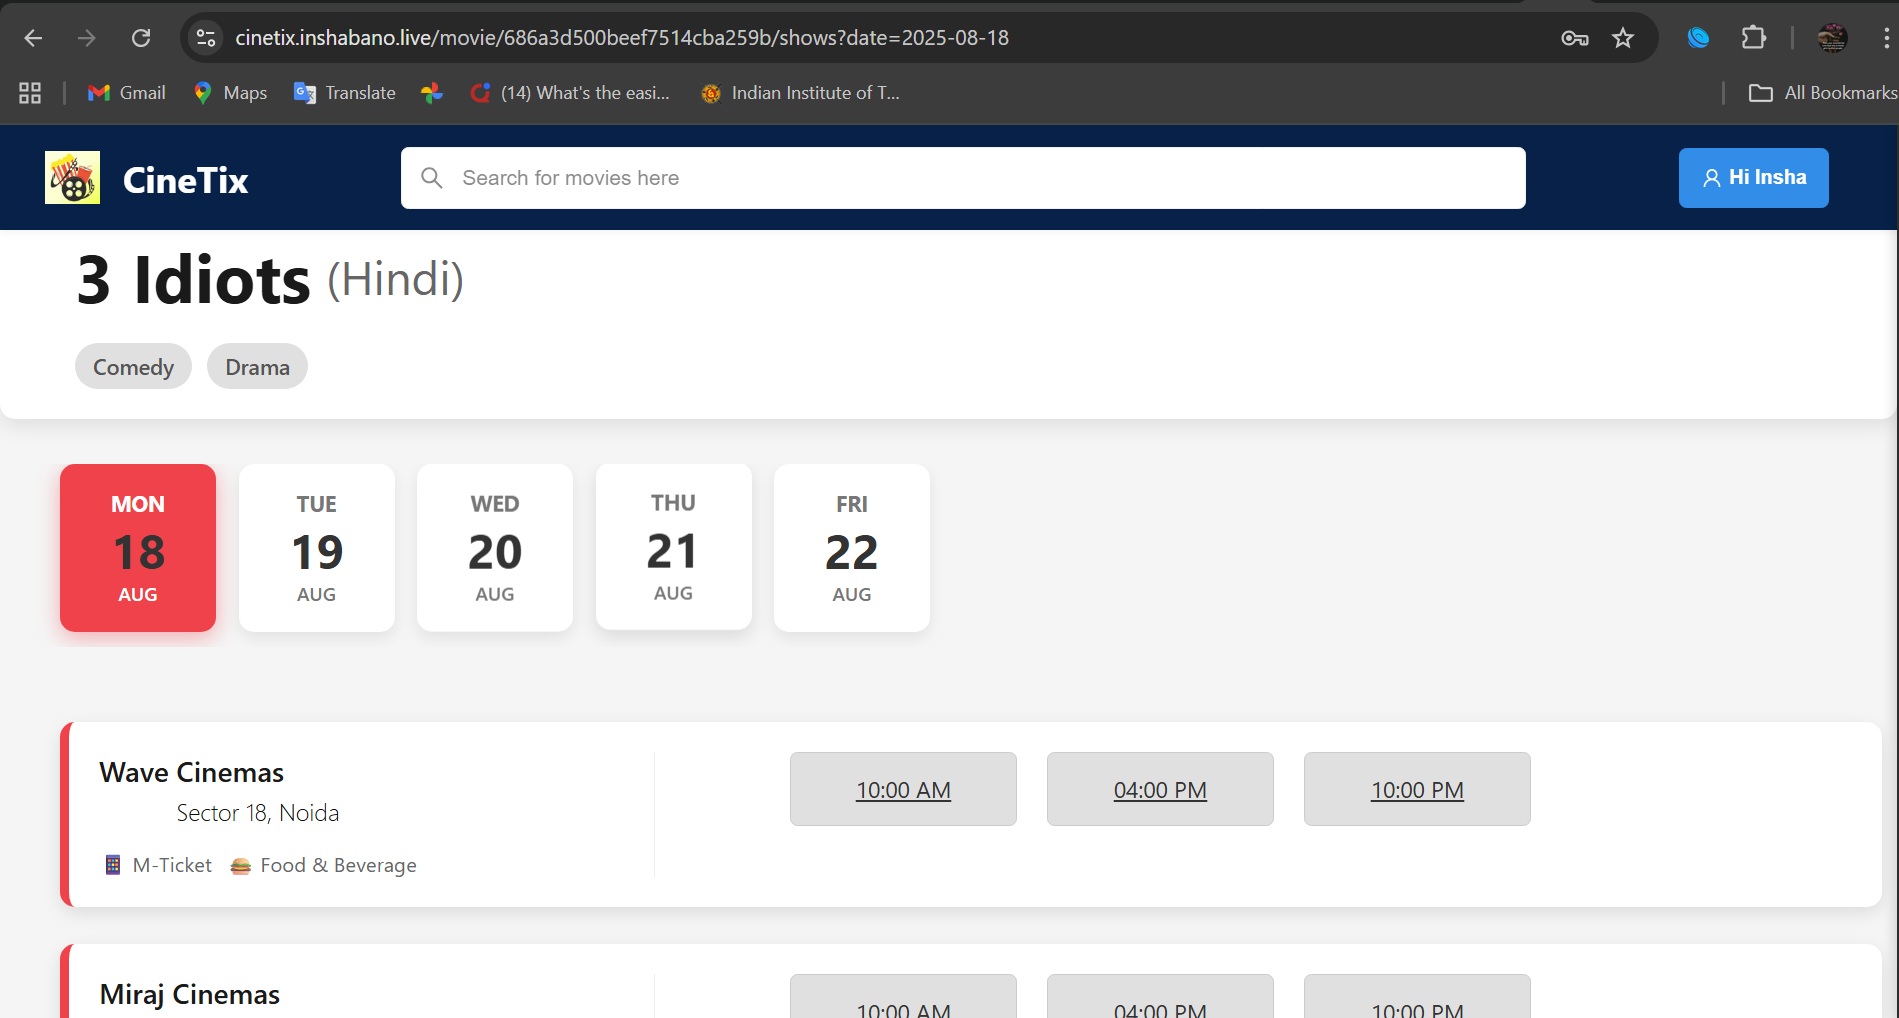 cinetix.inshabano.live/movie/686a3d500beef7514cba259b/shows?date=2025-08-18
Gmail
Maps
Translate
(14) What's the easi...
Indian Institute of T...
All Bookmarks
CineTix
Search for movies here
Hi Insha
3 Idiots (Hindi)
Comedy
Drama
MON
18
AUG
TUE
19
AUG
WED
20
AUG
THU
21
AUG
FRI
22
AUG
Wave Cinemas
Sector 18, Noida
M-Ticket
Food & Beverage
10:00 AM
04:00 PM
10:00 PM
Miraj Cinemas
10:00 AM
04:00 PM
10:00 PM